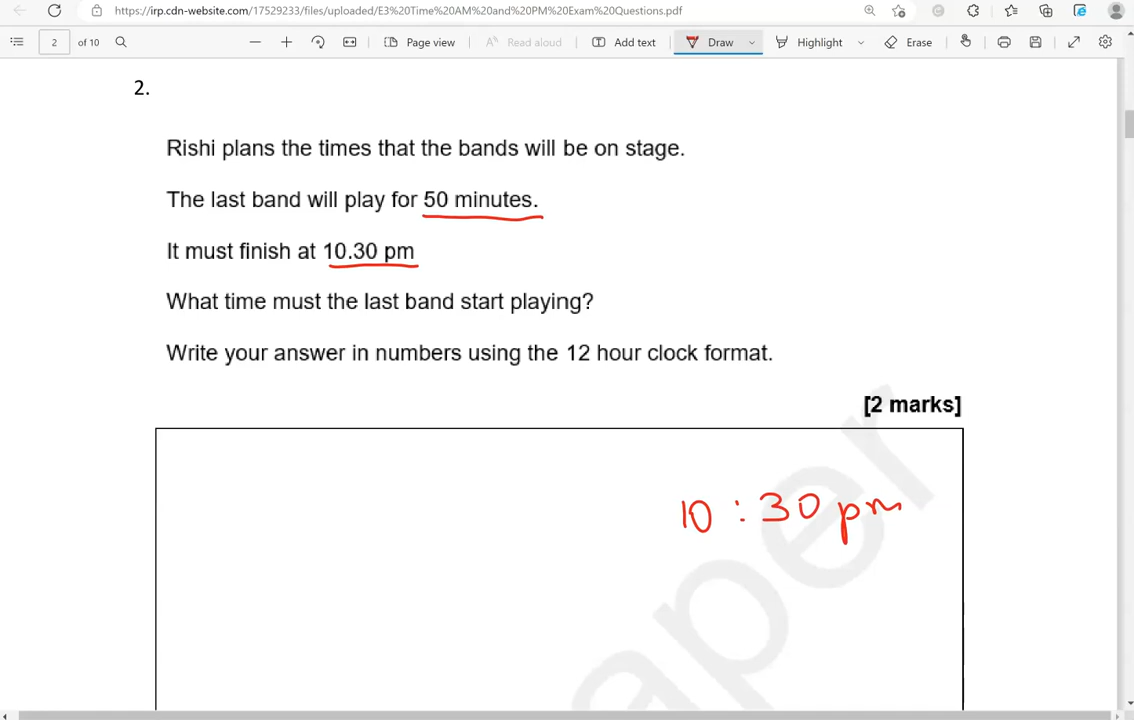 https://irp.cdn-website.com/17529233/files/uploaded/E3%20Time%20AM%20and%20PM%20Exam%20Questions.pdf
2 of 10 Page view Read aloud Add text Draw Highlight Erase
2.
Rishi plans the times that the bands will be on stage.
The last band will play for 50 minutes.
It must finish at 10.30 pm
What time must the last band start playing?
Write your answer in numbers using the 12 hour clock format.
[2 marks]
10 : 30 pm
aper